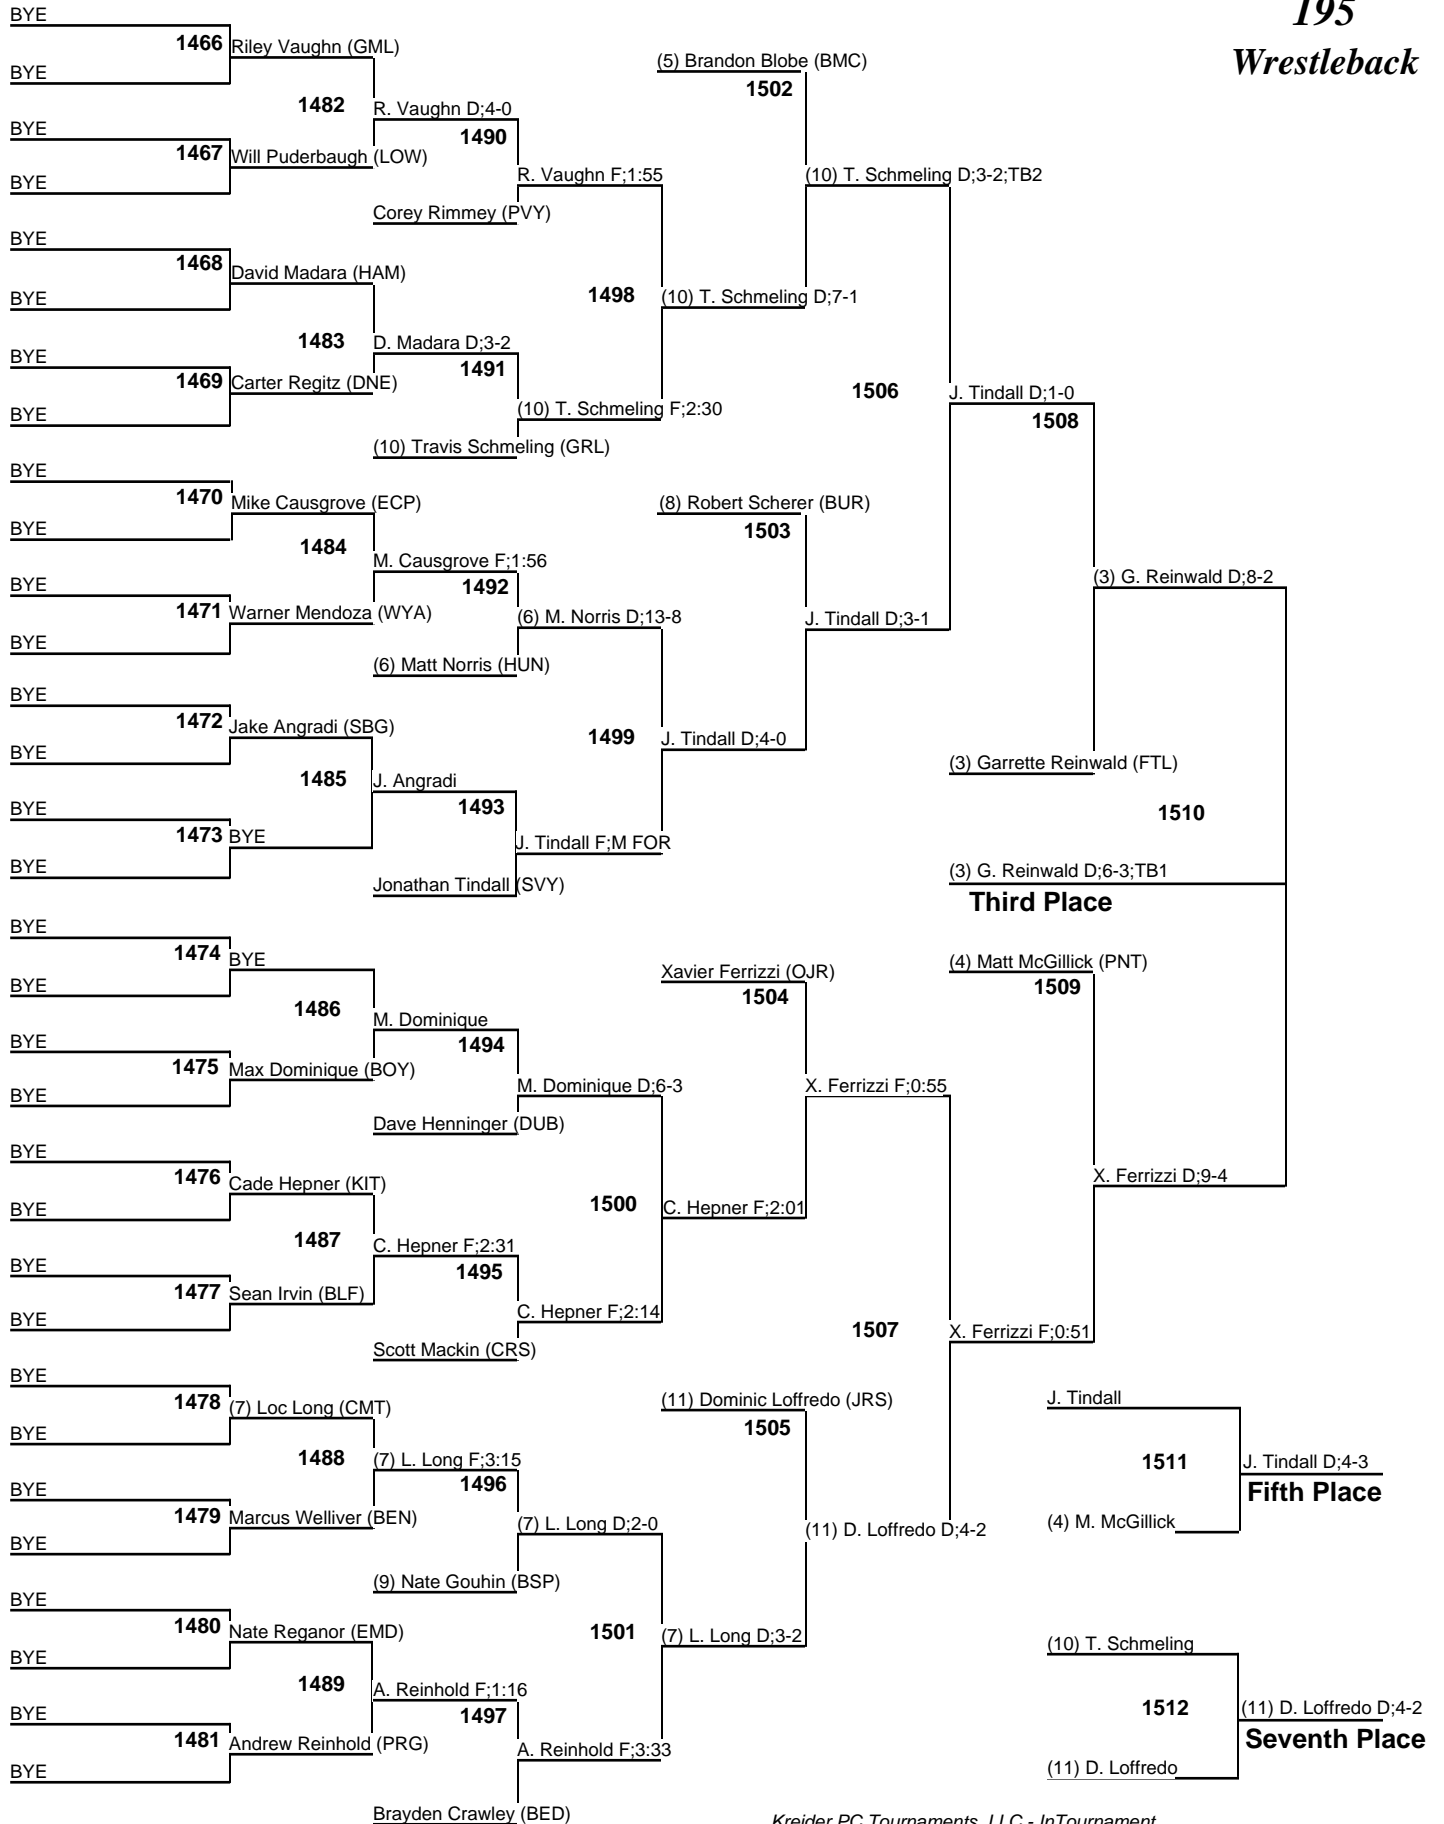 195
Wrestleback
BYE
1466
Riley Vaughn (GML)
BYE
1482
R. Vaughn D;4-0
BYE
1467
Will Puderbaugh (LOW)
BYE
1490
R. Vaughn F;1:55
Corey Rimmey (PVY)
BYE
1468
David Madara (HAM)
BYE
1483
D. Madara D;3-2
BYE
1469
Carter Regitz (DNE)
BYE
1491
(10) T. Schmeling F;2:30
(10) Travis Schmeling (GRL)
1498
(10) T. Schmeling D;7-1
(5) Brandon Blobe (BMC)
1502
(10) T. Schmeling D;3-2;TB2
BYE
1470
Mike Causgrove (ECP)
BYE
1484
M. Causgrove F;1:56
BYE
1471
Warner Mendoza (WYA)
BYE
1492
(6) M. Norris D;13-8
(6) Matt Norris (HUN)
BYE
1472
Jake Angradi (SBG)
BYE
1485
J. Angradi
BYE
1473
BYE
BYE
1493
J. Tindall F;M FOR
Jonathan Tindall (SVY)
1499
J. Tindall D;4-0
(8) Robert Scherer (BUR)
1503
J. Tindall D;3-1
1506
J. Tindall D;1-0
1508
(3) G. Reinwald D;8-2
(3) Garrette Reinwald (FTL)
1510
(3) G. Reinwald D;6-3;TB1
Third Place
BYE
1474
BYE
BYE
1486
M. Dominique
BYE
1475
Max Dominique (BOY)
BYE
1494
M. Dominique D;6-3
Dave Henninger (DUB)
BYE
1476
Cade Hepner (KIT)
BYE
1487
C. Hepner F;2:31
BYE
1477
Sean Irvin (BLF)
BYE
1495
C. Hepner F;2:14
Scott Mackin (CRS)
1500
C. Hepner F;2:01
Xavier Ferrizzi (OJR)
1504
X. Ferrizzi F;0:55
(4) Matt McGillick (PNT)
1509
X. Ferrizzi D;9-4
1507
X. Ferrizzi F;0:51
BYE
1478
(7) Loc Long (CMT)
BYE
1488
(7) L. Long F;3:15
BYE
1479
Marcus Welliver (BEN)
BYE
1496
(7) L. Long D;2-0
(9) Nate Gouhin (BSP)
BYE
1480
Nate Reganor (EMD)
BYE
1489
A. Reinhold F;1:16
BYE
1481
Andrew Reinhold (PRG)
BYE
1497
A. Reinhold F;3:33
Brayden Crawley (BED)
1501
(7) L. Long D;3-2
(11) Dominic Loffredo (JRS)
1505
(11) D. Loffredo D;4-2
J. Tindall
1511
J. Tindall D;4-3
Fifth Place
(4) M. McGillick
(10) T. Schmeling
1512
(11) D. Loffredo D;4-2
Seventh Place
(11) D. Loffredo
Kreider PC Tournaments, LLC - InTournament